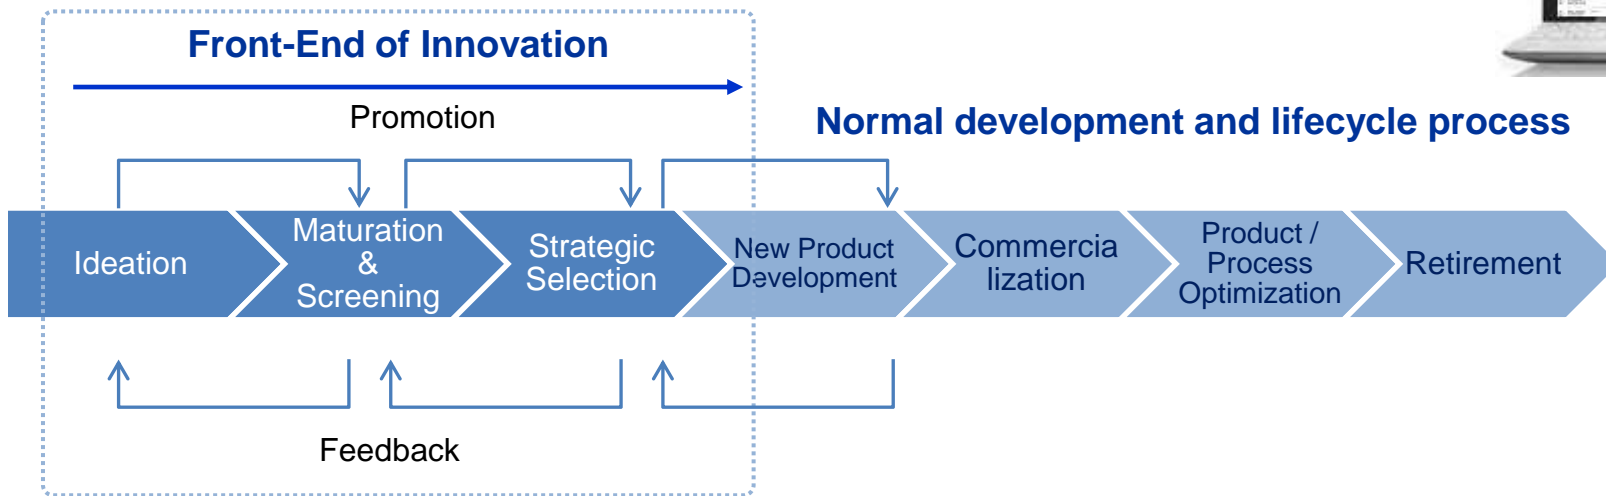 Front-End of Innovation
Promotion
Normal development and lifecycle process
Ideation
Maturation
&
Screening
Strategic
Selection
New Product
Development
Commercia
lization
Product /
Process
Optimization
Retirement
Feedback